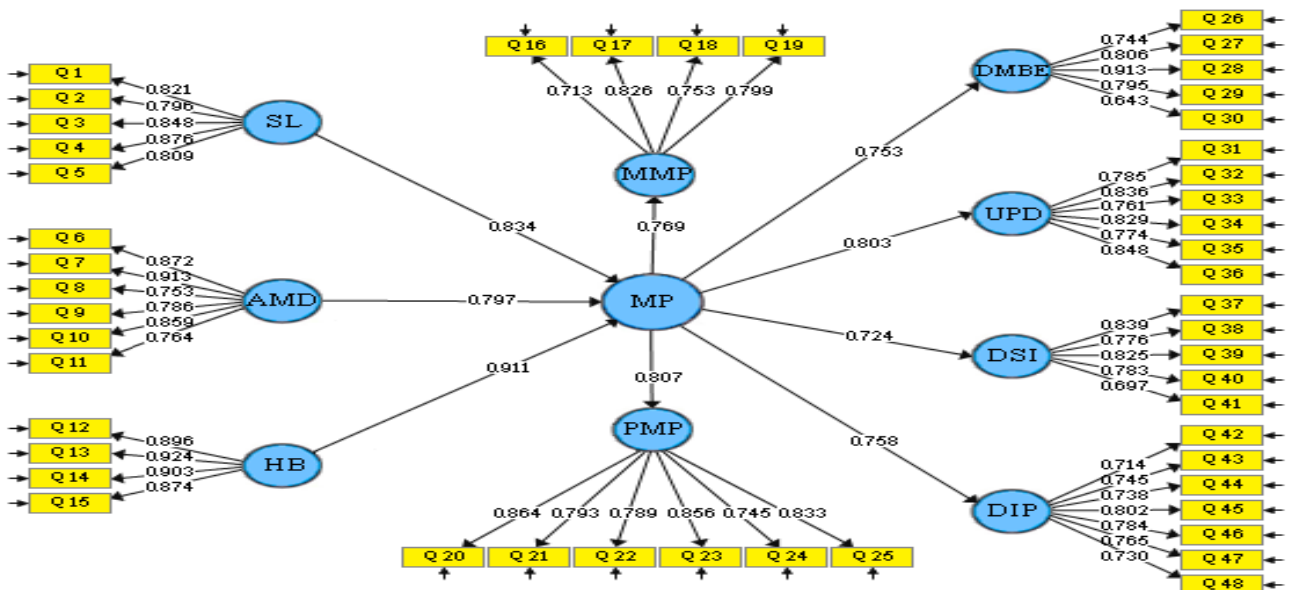 Q 1
Q 2
Q 3
Q 4
Q 5
0.821
0.796
0.848
0.876
0.809
SL
0.834
Q 6
Q 7
Q 8
Q 9
Q 10
Q 11
0.872
0.913
0.753
0.786
0.859
0.764
AMD
0.797
Q 12
Q 13
Q 14
Q 15
0.896
0.924
0.903
0.874
HB
0.911
Q 16 Q 17 Q 18 Q 19
0.713 0.826 0.753 0.799
MMP
0.769
MP
0.807
PMP
0.864 0.793 0.789 0.856 0.745 0.833
Q 20 Q 21 Q 22 Q 23 Q 24 Q 25
0.753
DMBE
0.744
0.806
0.913
0.795
0.643
Q 26
Q 27
Q 28
Q 29
Q 30
0.803
UPD
0.785
0.836
0.761
0.829
0.774
0.848
Q 31
Q 32
Q 33
Q 34
Q 35
Q 36
0.724
DSI
0.839
0.776
0.825
0.783
0.697
Q 37
Q 38
Q 39
Q 40
Q 41
0.758
DIP
0.714
0.745
0.738
0.802
0.784
0.765
0.730
Q 42
Q 43
Q 44
Q 45
Q 46
Q 47
Q 48